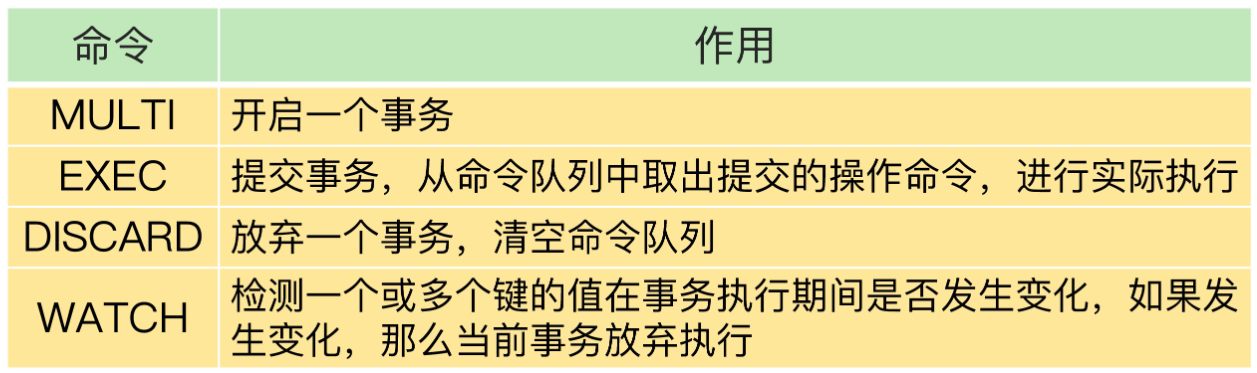 命令 作用
MULTI 开启一个事务
EXEC 提交事务，从命令队列中取出提交的操作命令，进行实际执行
DISCARD 放弃一个事务，清空命令队列
WATCH 检测一个或多个键的值在事务执行期间是否发生变化，如果发
生变化，那么当前事务放弃执行